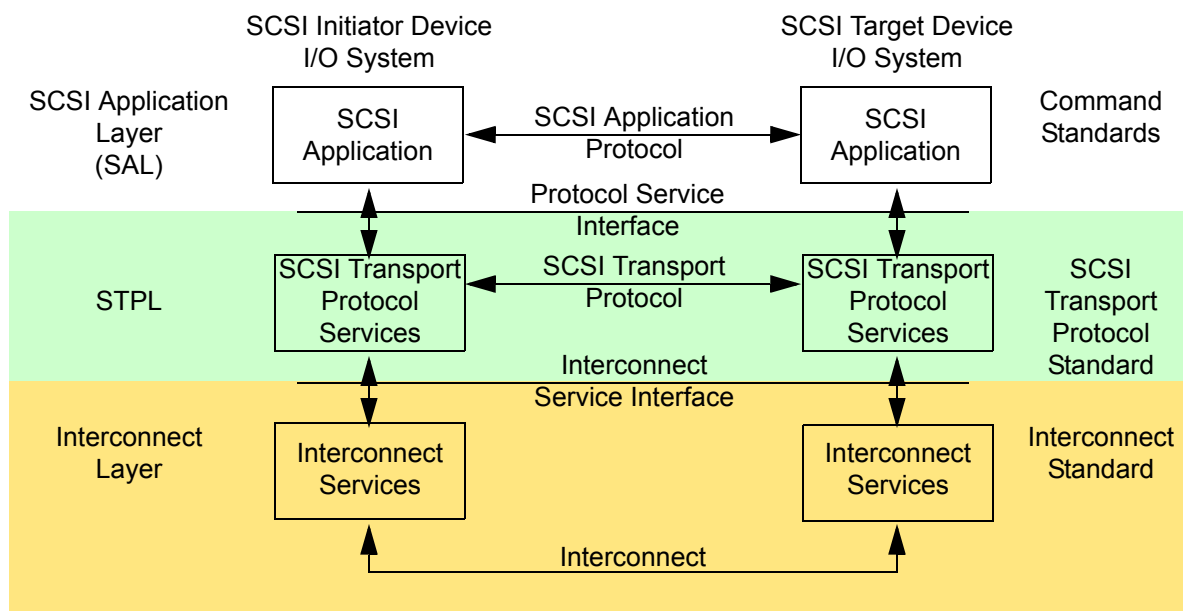 SCSI Initiator Device
I/O System
SCSI Target Device
I/O System
SCSI Application
Layer
(SAL)
SCSI
Application
SCSI Application
Protocol
SCSI
Application
Command
Standards
Protocol Service
Interface
STPL
SCSI Transport
Protocol
Services
SCSI Transport
Protocol
SCSI Transport
Protocol
Services
SCSI
Transport
Protocol
Standard
Interconnect
Service Interface
Interconnect
Layer
Interconnect
Services
Interconnect
Services
Interconnect
Standard
Interconnect